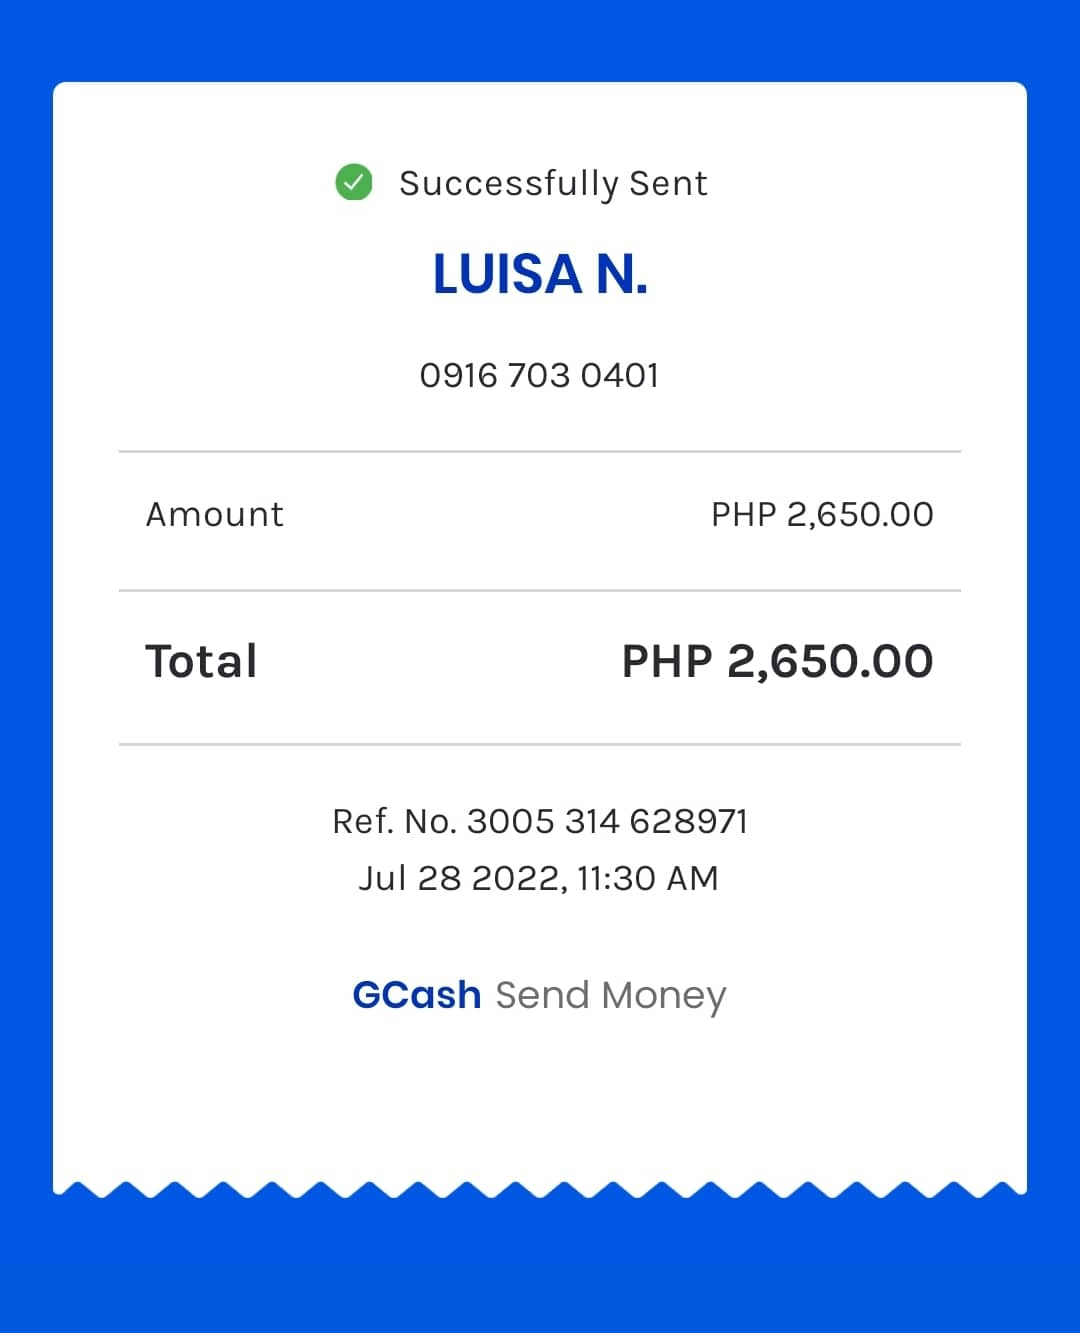 Successfully Sent
LUISA N.
0916 703 0401
Amount PHP 2,650.00
Total PHP 2,650.00
Ref. No. 3005 314 628971
Jul 28 2022, 11:30 AM
GCash Send Money